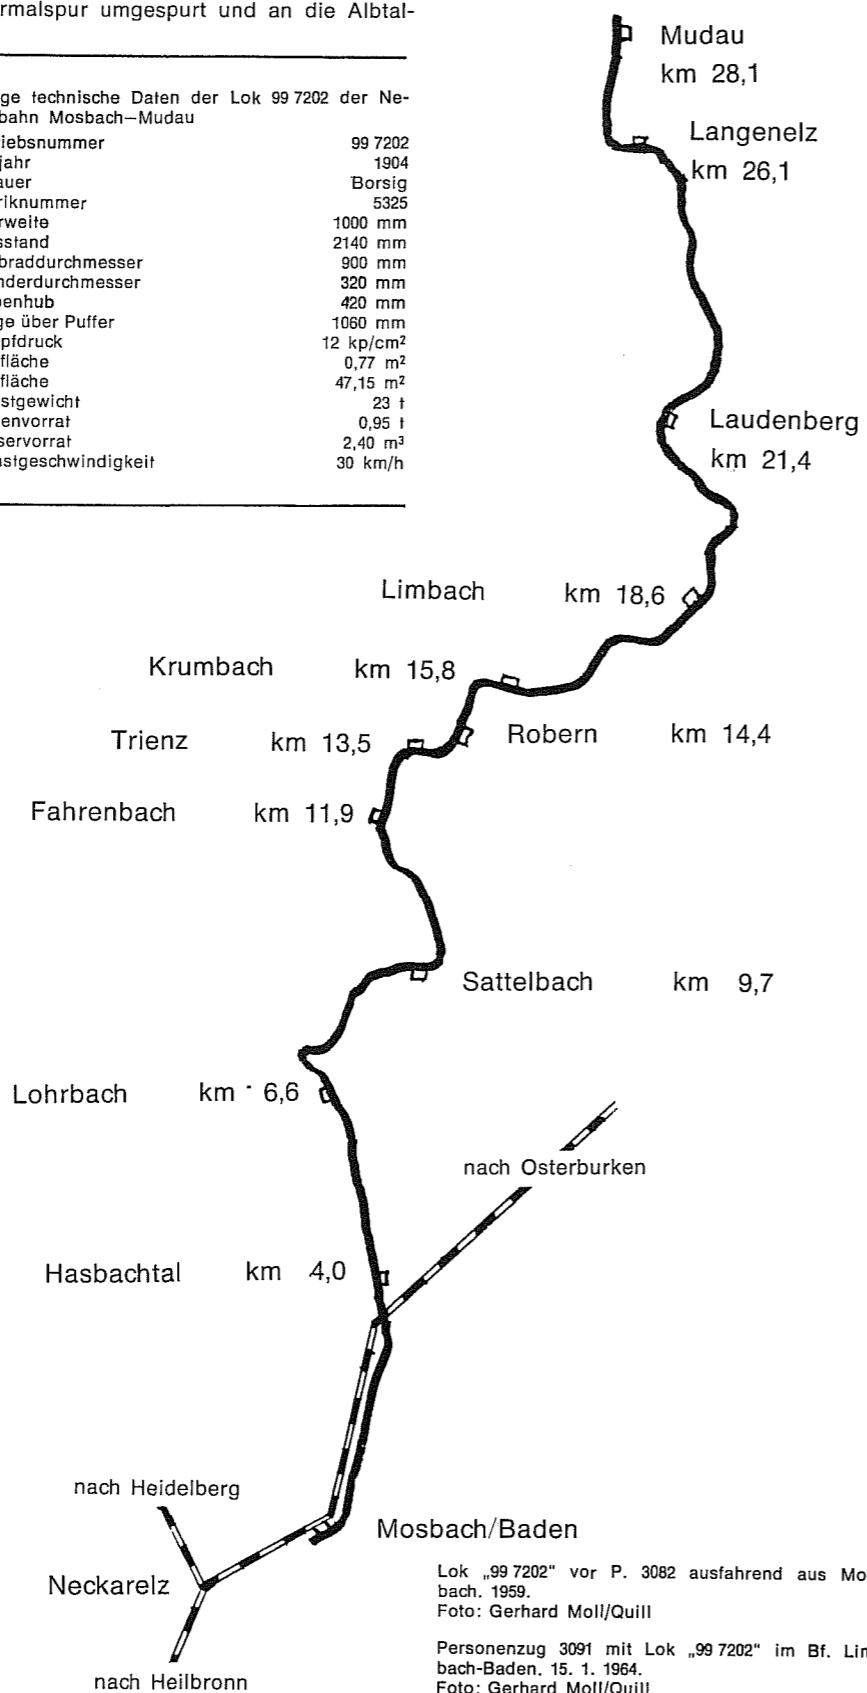 rmalspur umgespurt und an die Albtal-
ge technische Daten der Lok 99 7202 der Ne-
bahn Mosbach—Mudau
iebsnummer 99 7202
jahr 1904
auer Borsig
riknummer 5325
rweite 1000 mm
sstand 2140 mm
braddurchmesser 900 mm
nderdurchmesser 320 mm
benhub 420 mm
ge über Puffer 1060 mm
pfdruck 12 kp/cm²
fläche 0,77 m²
fläche 47,15 m²
stgewicht 23 t
envorrat 0,95 t
servorrat 2,40 m³
hstgeschwindigkeit 30 km/h
Mudau
km 28,1
Langenelz
km 26,1
Laudenberg
km 21,4
Limbach km 18,6
Krumbach km 15,8
Robern km 14,4
Trienz km 13,5
Fahrenbach km 11,9
Sattelbach km 9,7
Lohrbach km 6,6
nach Osterburken
Hasbachtal km 4,0
nach Heidelberg
Mosbach/Baden
Neckarelz
nach Heilbronn
Lok „99 7202" vor P. 3082 ausfahrend aus Mo
bach. 1959.
Foto: Gerhard Moll/Quill
Personenzug 3091 mit Lok „99 7202" im Bf. Lim
bach-Baden. 15. 1. 1964.
Foto: Gerhard Moll/Quill